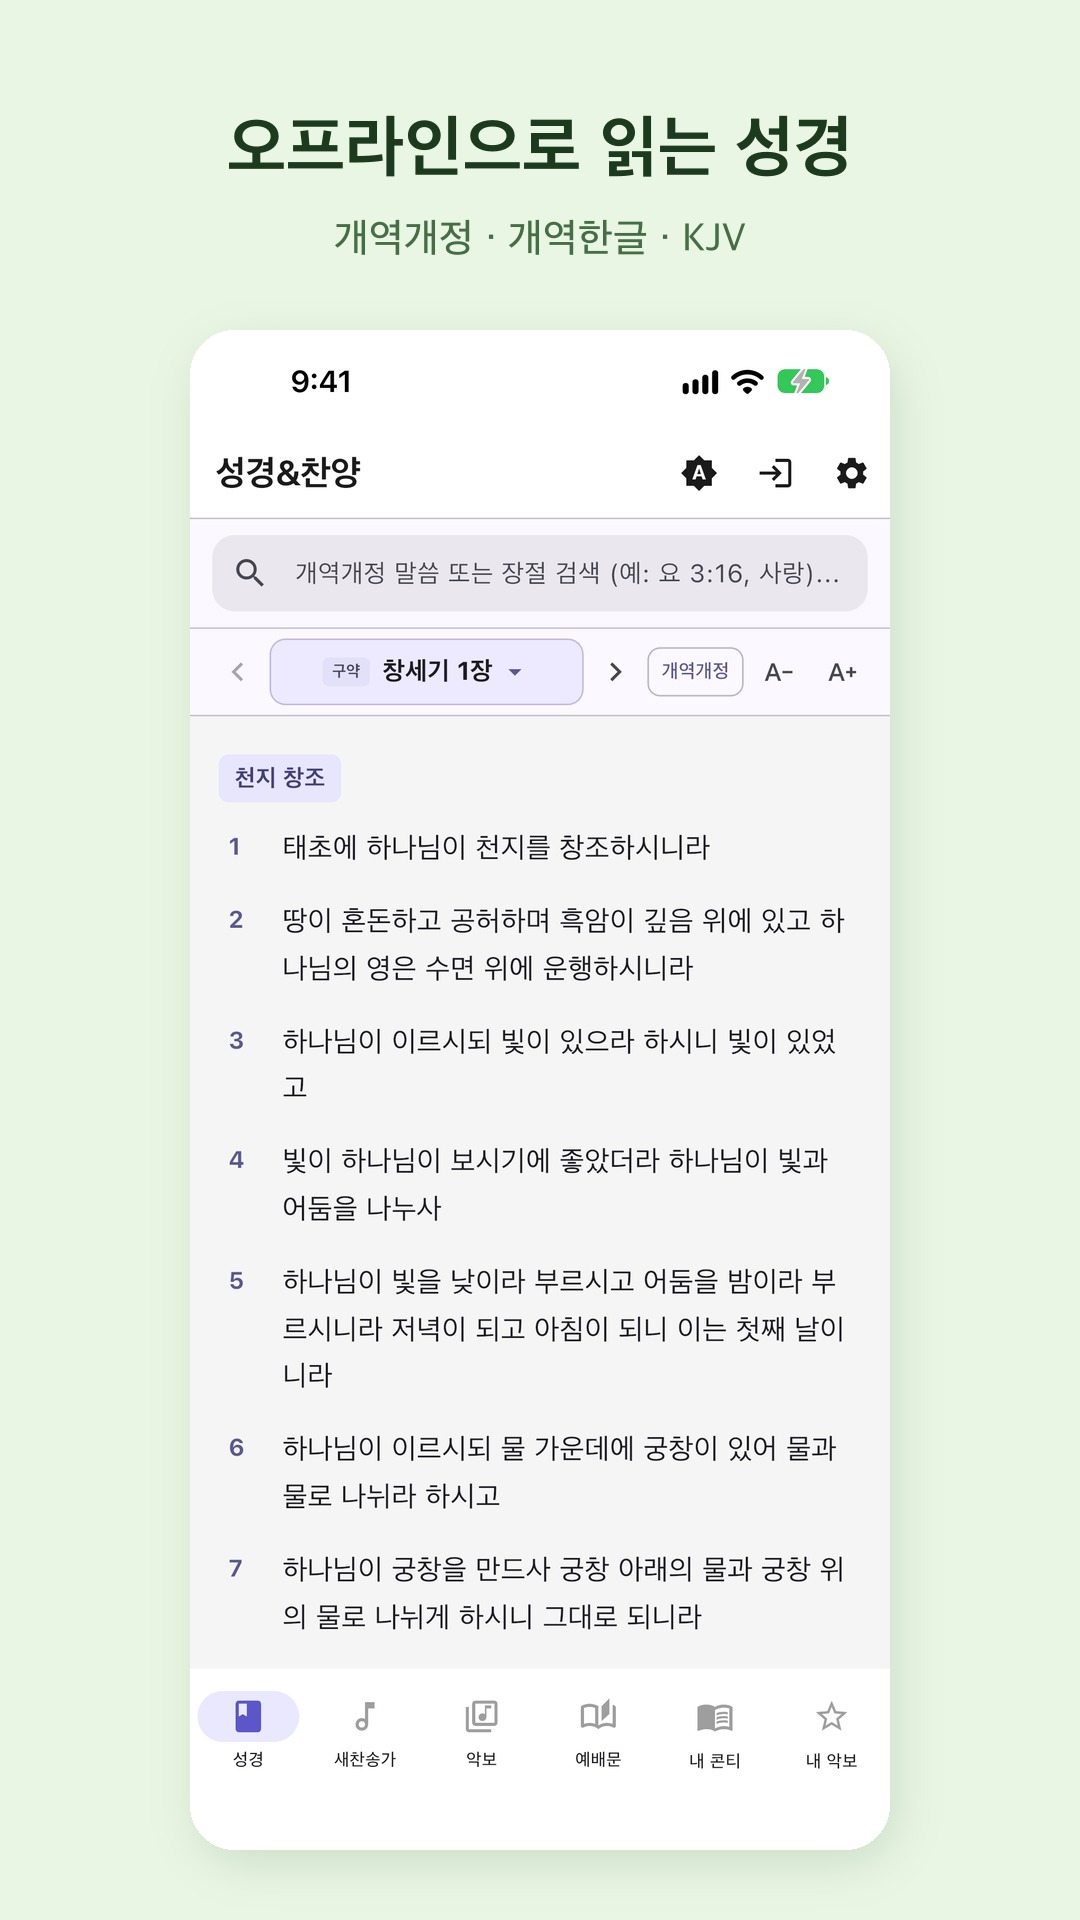 오프라인으로 읽는 성경
개역개정 · 개역한글 · KJV
9:41
성경&찬양
A
개역개정 말씀 또는 장절 검색 (예: 요 3:16, 사랑)...
구약 창세기 1장 개역개정 A- A+
천지 창조
1 태초에 하나님이 천지를 창조하시니라
2 땅이 혼돈하고 공허하며 흑암이 깊음 위에 있고 하
나님의 영은 수면 위에 운행하시니라
3 하나님이 이르시되 빛이 있으라 하시니 빛이 있었
고
4 빛이 하나님이 보시기에 좋았더라 하나님이 빛과
어둠을 나누사
5 하나님이 빛을 낮이라 부르시고 어둠을 밤이라 부
르시니라 저녁이 되고 아침이 되니 이는 첫째 날이
니라
6 하나님이 이르시되 물 가운데에 궁창이 있어 물과
물로 나뉘라 하시고
7 하나님이 궁창을 만드사 궁창 아래의 물과 궁창 위
의 물로 나뉘게 하시니 그대로 되니라
성경 새찬송가 악보 예배문 내 콘티 내 악보